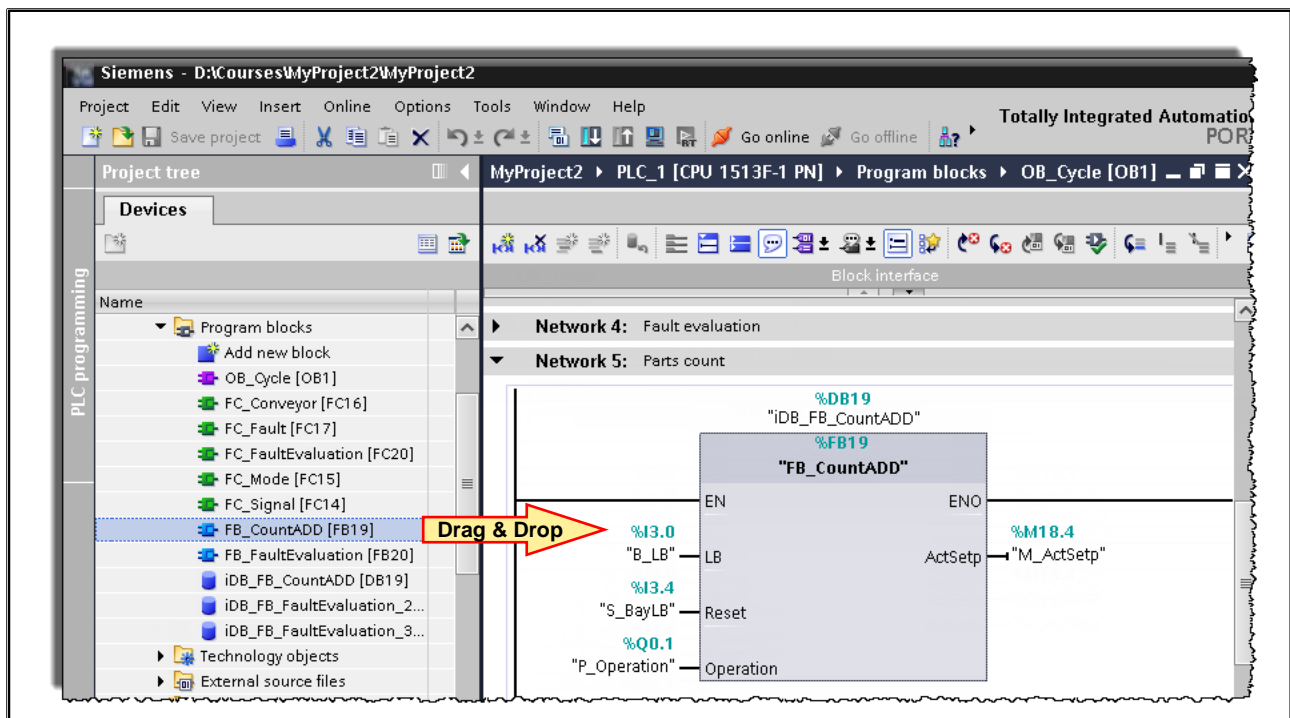 Siemens - D:\Courses\MyProject2\MyProject2
Project Edit View Insert Online Options Tools Window Help
Totally Integrated Automatio
POR
Save project
Go online
Go offline
Project tree
MyProject2 PLC_1 [CPU 1513F-1 PN] Program blocks OB_Cycle [OB1]
Devices
Block interface
PLC programming
Name
Program blocks
Add new block
OB_Cycle [OB1]
FC_Conveyor [FC16]
FC_Fault [FC17]
FC_FaultEvaluation [FC20]
FC_Mode [FC15]
FC_Signal [FC14]
FB_CountADD [FB19]
FB_FaultEvaluation [FB20]
iDB_FB_CountADD [DB19]
iDB_FB_FaultEvaluation_2...
iDB_FB_FaultEvaluation_3...
Technology objects
External source files
Drag & Drop
Network 4: Fault evaluation
Network 5: Parts count
%DB19
"iDB_FB_CountADD"
%FB19
"FB_CountADD"
EN ENO
%I3.0
"B_LB" LB
%M18.4
ActSetp "M_ActSetp"
%I3.4
"S_BayLB" Reset
%Q0.1
"P_Operation" Operation